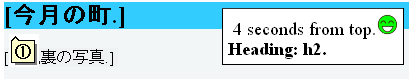 [今月の町.]
4 seconds from top.
Heading: h2.
[①,裏の写真.]